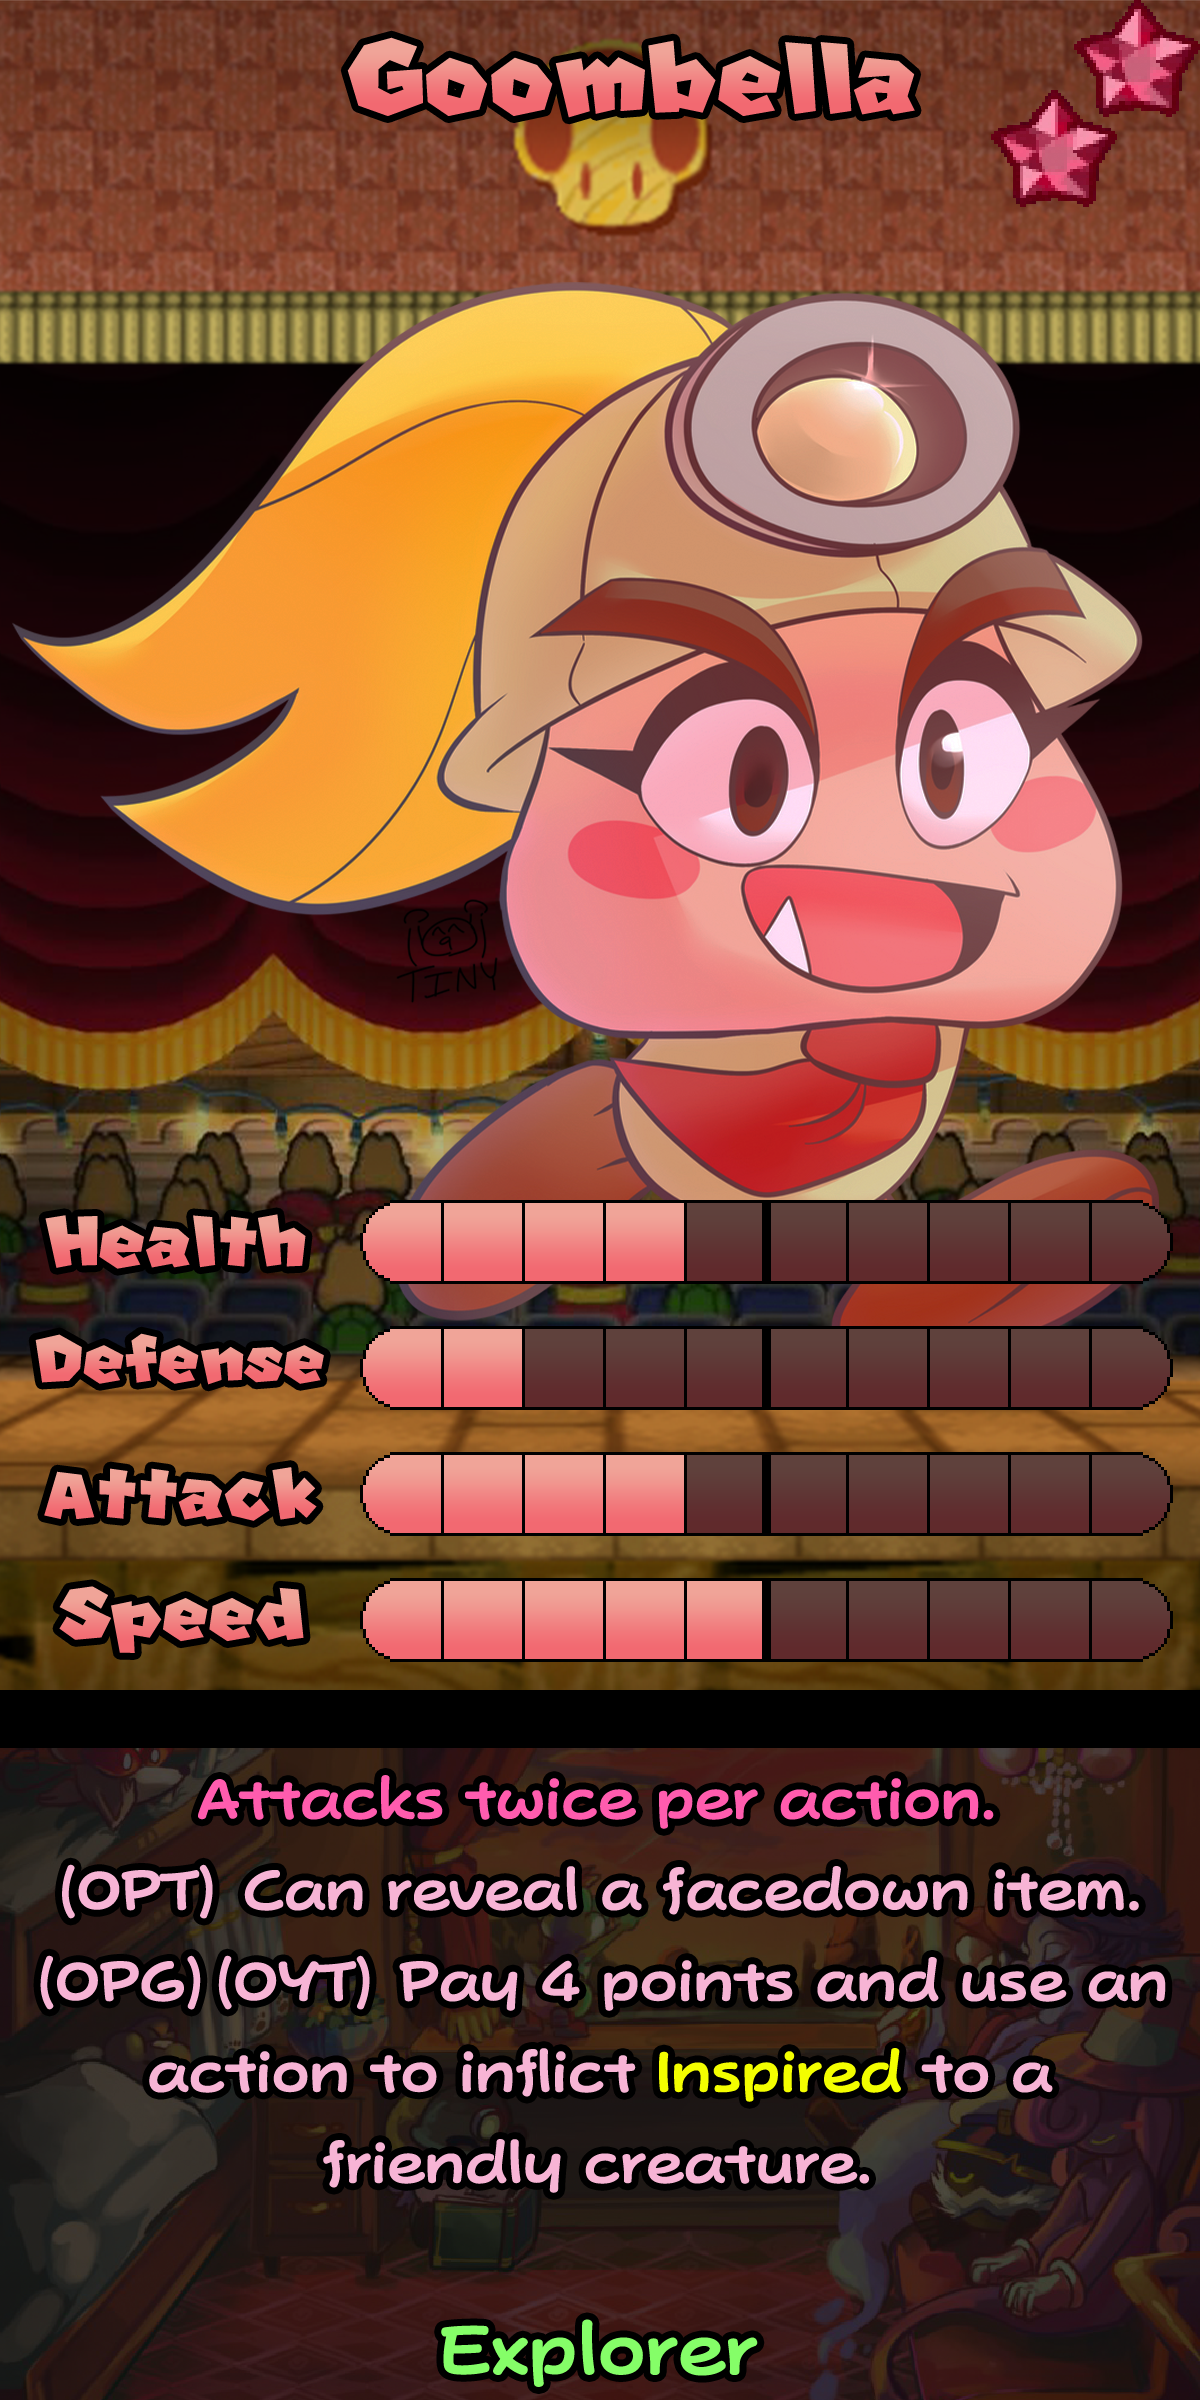 Goombella
TINY
Health
Defense
Attack
Speed
Attacks twice per action.
(OPT) Can reveal a facedown item.
(OPG)(OYT) Pay 4 points and use an
action to inflict Inspired to a
friendly creature.
Explorer